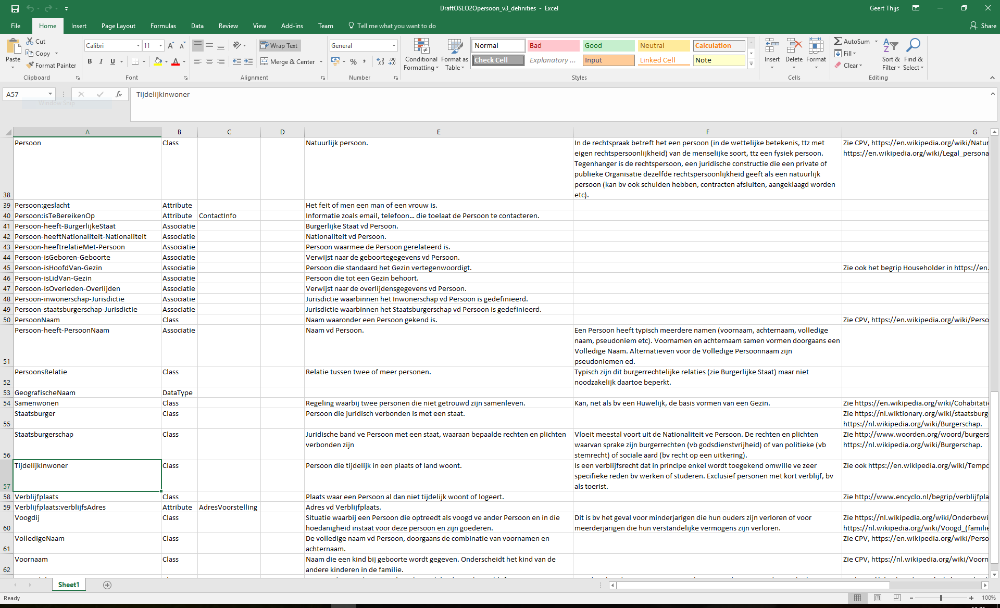 DraftOSLO2Opersoon_v3_definities - Excel
Geert Thijs
File Home Insert Page Layout Formulas Data Review View Add-ins Team Tell me what you want to do Share
Paste
Cut
Copy
Format Painter
Clipboard
Calibri 11
B I U
Font
Wrap Text
Merge & Center
Alignment
General
Number
Conditional Formatting
Format as Table
Normal Bad Good Neutral Calculation
Check Cell Explanatory ... Input Linked Cell Note
Styles
Insert Delete Format
Cells
AutoSum
Fill
Clear
Sort & Filter
Find & Select
Editing
A57 fx TijdelijkInwoner
Window Snip
A B C D E F G
38 Persoon Class Natuurlijk persoon. In de rechtspraak betreft het een persoon (in de wettelijke betekenis, ttz met Zie CPV, https://en.wikipedia.org/wiki/Natur
eigen rechtspersoonlijkheid) van de menselijke soort, ttz een fysiek persoon. https://en.wikipedia.org/wiki/Legal_persona
Tegenhanger is de rechtspersoon, een juridische constructie die een private of
publieke Organisatie dezelfde rechtspersoonlijkheid geeft als een natuurlijk
persoon (kan bv ook schulden hebben, contracten afsluiten, aangeklaagd worden
etc).
39 Persoon:geslacht Attribute Het feit of men een man of een vrouw is.
40 Persoon:isTeBereikenOp Attribute ContactInfo Informatie zoals email, telefoon... die toelaat de Persoon te contacteren.
41 Persoon-heeft-BurgerlijkeStaat Associatie Burgerlijke Staat vd Persoon.
42 Persoon-heeftNationaliteit-Nationaliteit Associatie Nationaliteit vd Persoon.
43 Persoon-heeftrelatieMet-Persoon Associatie Persoon waarmee de Persoon gerelateerd is.
44 Persoon-isGeboren-Geboorte Associatie Verwijst naar de geboortegegevens vd Persoon.
45 Persoon-isHoofdVan-Gezin Associatie Persoon die standaard het Gezin vertegenwoordigt. Zie ook het begrip Householder in https://en.
46 Persoon-isLidVan-Gezin Associatie Persoon die tot een Gezin behoort.
47 Persoon-isOverleden-Overlijden Associatie Verwijst naar de overlijdensgegevens vd Persoon.
48 Persoon-inwonerschap-Jurisdictie Associatie Jurisdictie waarbinnen het Inwonerschap vd Persoon is gedefinieerd.
49 Persoon-staatsburgerschap-Jurisdictie Associatie Jurisdictie waarbinnen het Staatsburgerschap vd Persoon is gedefinieerd.
50 PersoonNaam Class Naam waaronder een Persoon gekend is. Zie CPV, https://en.wikipedia.org/wiki/Perso
51 Persoon-heeft-PersoonNaam Associatie Naam vd Persoon. Een Persoon heeft typisch meerdere namen (voornaam, achternaam, volledige
naam, pseudoniem etc). Voornamen en achternaam samen vormen doorgaans een
Volledige Naam. Alternatieven voor de Volledige Persoonnaam zijn
pseudoniemen ed.
52 PersoonsRelatie Class Relatie tussen twee of meer personen. Typisch zijn dit burgerrechtelijke relaties (zie Burgerlijke Staat) maar niet
noodzakelijk daartoe beperkt.
53 GeografischeNaam DataType
54 Samenwonen Class Regeling waarbij twee personen die niet getrouwd zijn samenleven. Kan, net als bv een Huwelijk, de basis vormen van een Gezin. Zie https://en.wikipedia.org/wiki/Cohabitati
55 Staatsburger Class Persoon die juridisch verbonden is met een staat. Zie https://nl.wiktionary.org/wiki/staatsburg
https://nl.wikipedia.org/wiki/Burgerschap.
56 Staatsburgerschap Class Juridische band ve Persoon met een staat, waaraan bepaalde rechten en plichten Vloeit meestal voort uit de Nationaliteit ve Persoon. De rechten en plichten Zie http://www.woorden.org/woord/burgers
verbonden zijn waarvan sprake zijn burgerrechten (vb godsdienstvrijheid) of van politieke (vb https://nl.wikipedia.org/wiki/Burgerschap.
stemrecht) of sociale aard (bv recht op een uitkering).
57 TijdelijkInwoner Class Persoon die tijdelijk in een plaats of land woont. Is een verblijfsrecht dat in principe enkel wordt toegekend omwille ve zeer Zie ook https://en.wikipedia.org/wiki/Tempo
specifieke reden bv werken of studeren. Exclusief personen met kort verblijf, bv
als toerist.
58 Verblijfplaats Class Plaats waar een Persoon al dan niet tijdelijk woont of logeert. Zie http://www.encyclo.nl/begrip/verblijfpla
59 Verblijfplaats:verblijfsAdres Attribute AdresVoorstelling Adres vd Verblijfplaats.
60 Voogdij Class Situatie waarbij een Persoon die optreedt als voogd ve ander Persoon en in die Dit is bv het geval voor minderjarigen die hun ouders zijn verloren of voor Zie https://nl.wikipedia.org/wiki/Onderbewi
hoedanigheid instaat voor deze persoon en zijn goederen. meerderjarigen die hun verstandelijke vermogens zijn verloren. https://nl.wikipedia.org/wiki/Voogd_(familie
61 VolledigeNaam Class De volledige naam vd Persoon, doorgaans de combinatie van voornamen en Zie CPV, https://en.wikipedia.org/wiki/Perso
achternaam.
62 Voornaam Class Naam die een kind bij geboorte wordt gegeven. Onderscheidt het kind van de Zie CPV, https://nl.wikipedia.org/wiki/Voorn
andere kinderen in de familie.
Sheet1
Ready
100%